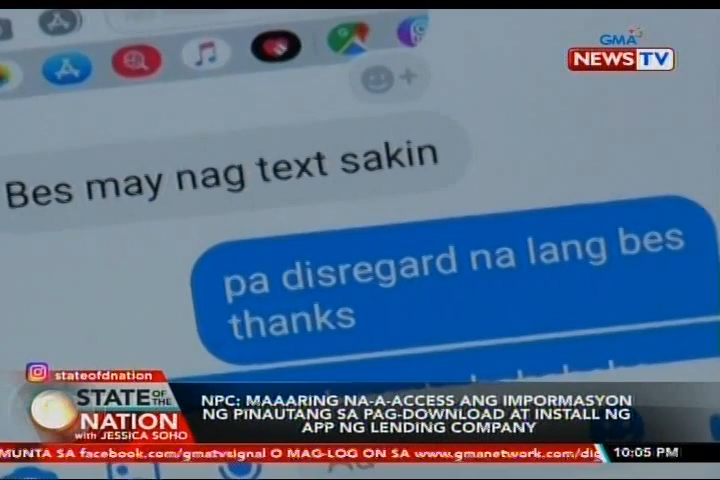 GMA
NEWS TV
Bes may nag text sakin
pa disregard na lang bes
thanks
stateofdnation
STATE OF THE
NATION
with JESSICA SOHO
NPC: MAAARING NA-A-ACCESS ANG IMPORMASYON
NG PINAUTANG SA PAG-DOWNLOAD AT INSTALL NG
APP NG LENDING COMPANY
MUNTA SA facebook.com/gmatvsignal O MAG-LOG ON SA www.gmanetwork.com/dig
10:05 PM